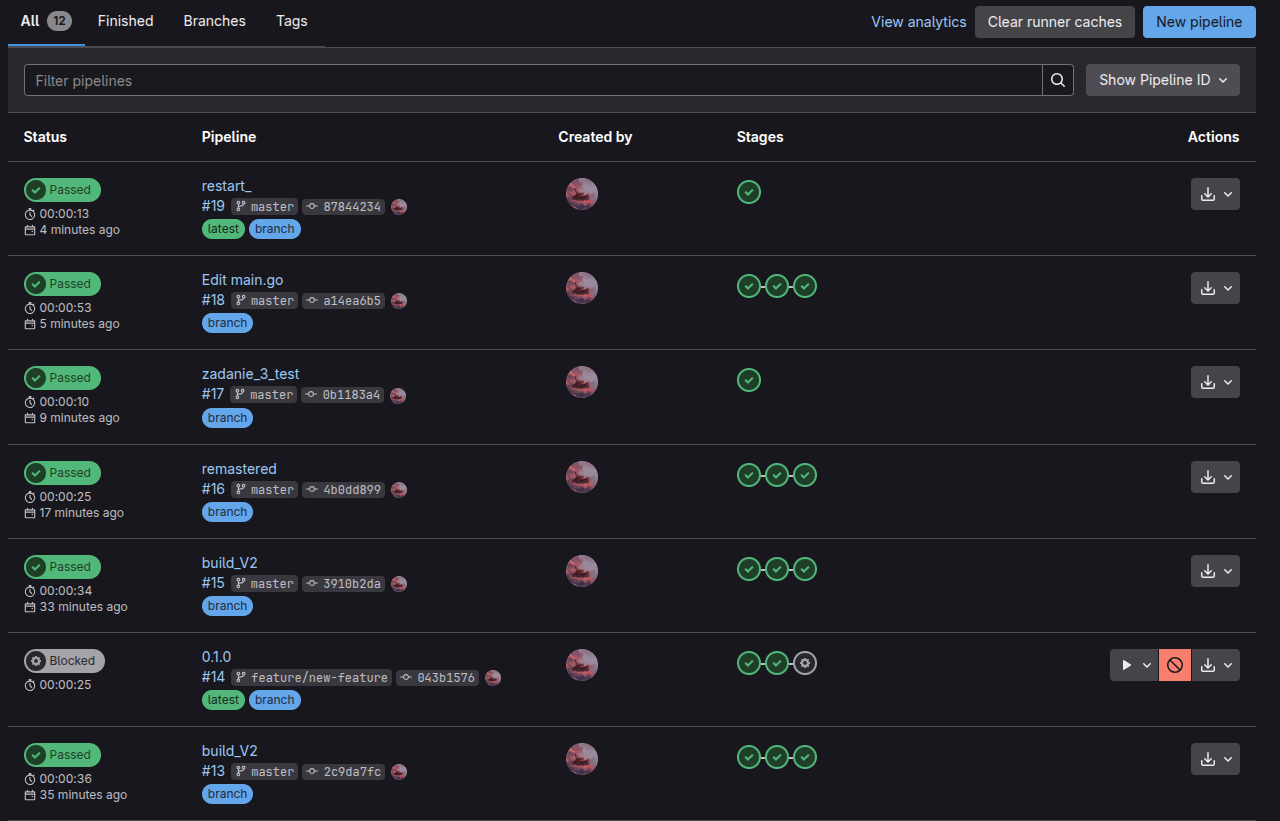 All 12 Finished Branches Tags View analytics Clear runner caches New pipeline
Filter pipelines Show Pipeline ID
Status Pipeline Created by Stages Actions
Passed restart_
00:00:13 #19 master 87844234
4 minutes ago latest branch
Passed Edit main.go
00:00:53 #18 master a14ea6b5
5 minutes ago branch
Passed zadanie_3_test
00:00:10 #17 master 0b1183a4
9 minutes ago branch
Passed remastered
00:00:25 #16 master 4b0dd899
17 minutes ago branch
Passed build_V2
00:00:34 #15 master 3910b2da
33 minutes ago branch
Blocked 0.1.0
00:00:25 #14 feature/new-feature 043b1576
latest branch
Passed build_V2
00:00:36 #13 master 2c9da7fc
35 minutes ago branch